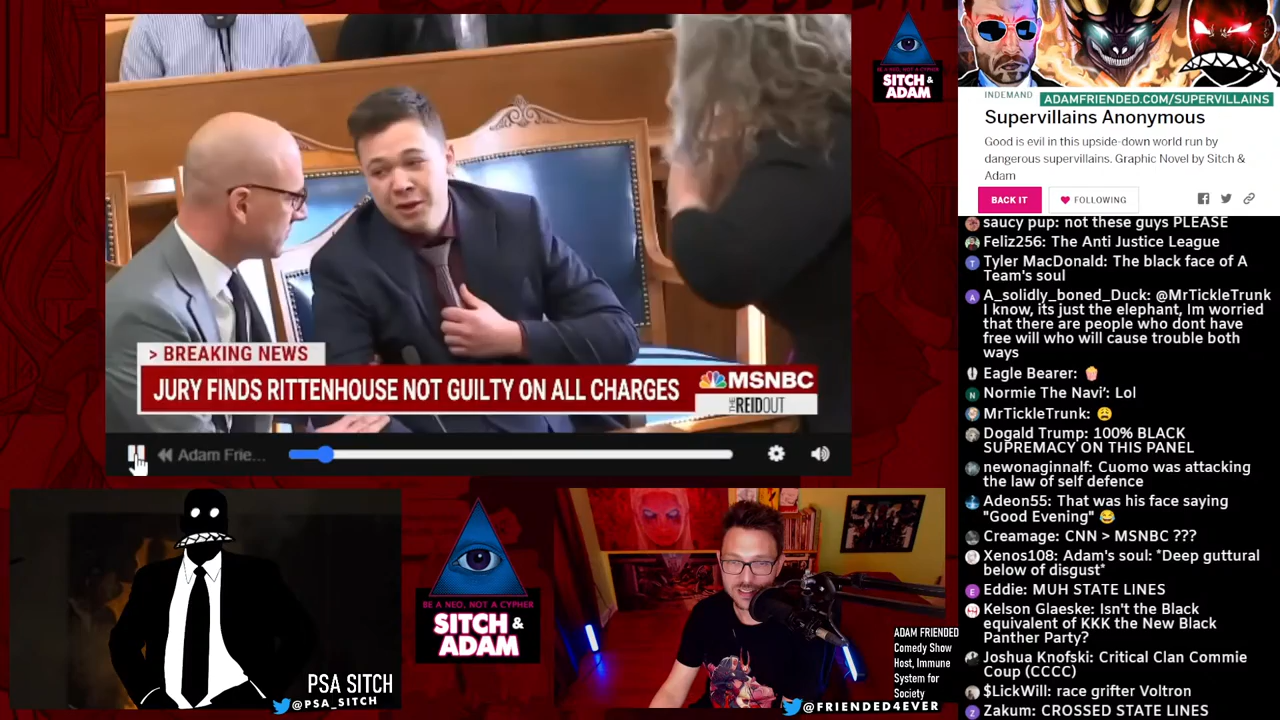 > BREAKING NEWS
JURY FINDS RITTENHOUSE NOT GUILTY ON ALL CHARGES
MSNBC
THE REIDOUT
Adam Frie...
BE A NEO, NOT A CYPHER
SITCH &
ADAM
INDEMAND
ADAMFRIENDED.COM/SUPERVILLAINS
Supervillains Anonymous
Good is evil in this upside-down world run by
dangerous supervillains. Graphic Novel by Sitch &
Adam
BACK IT
FOLLOWING
saucy pup: not these guys PLEASE
Feliz256: The Anti Justice League
Tyler MacDonald: The black face of A
Team's soul
A_solidly_boned_Duck: @MrTickleTrunk
I know, its just the elephant, Im worried
that there are people who dont have
free will who will cause trouble both
ways
Eagle Bearer: 🍿
Normie The Navi': Lol
MrTickleTrunk: 😩
Dogald Trump: 100% BLACK
SUPREMACY ON THIS PANEL
newonaginnalf: Cuomo was attacking
the law of self defence
Adeon55: That was his face saying
"Good Evening" 😂
Creamage: CNN > MSNBC ???
Xenos108: Adam's soul: *Deep guttural
below of disgust*
Eddie: MUH STATE LINES
Kelson Glaeske: Isn't the Black
equivalent of KKK the New Black
Panther Party?
Joshua Knofski: Critical Clan Commie
Coup (CCCC)
$LickWill: race grifter Voltron
Zakum: CROSSED STATE LINES
PSA SITCH
@PSA_SITCH
BE A NEO, NOT A CYPHER
SITCH &
ADAM
ADAM FRIENDED
Comedy Show
Host, Immune
System for
Society
@FRIENDED4EVER